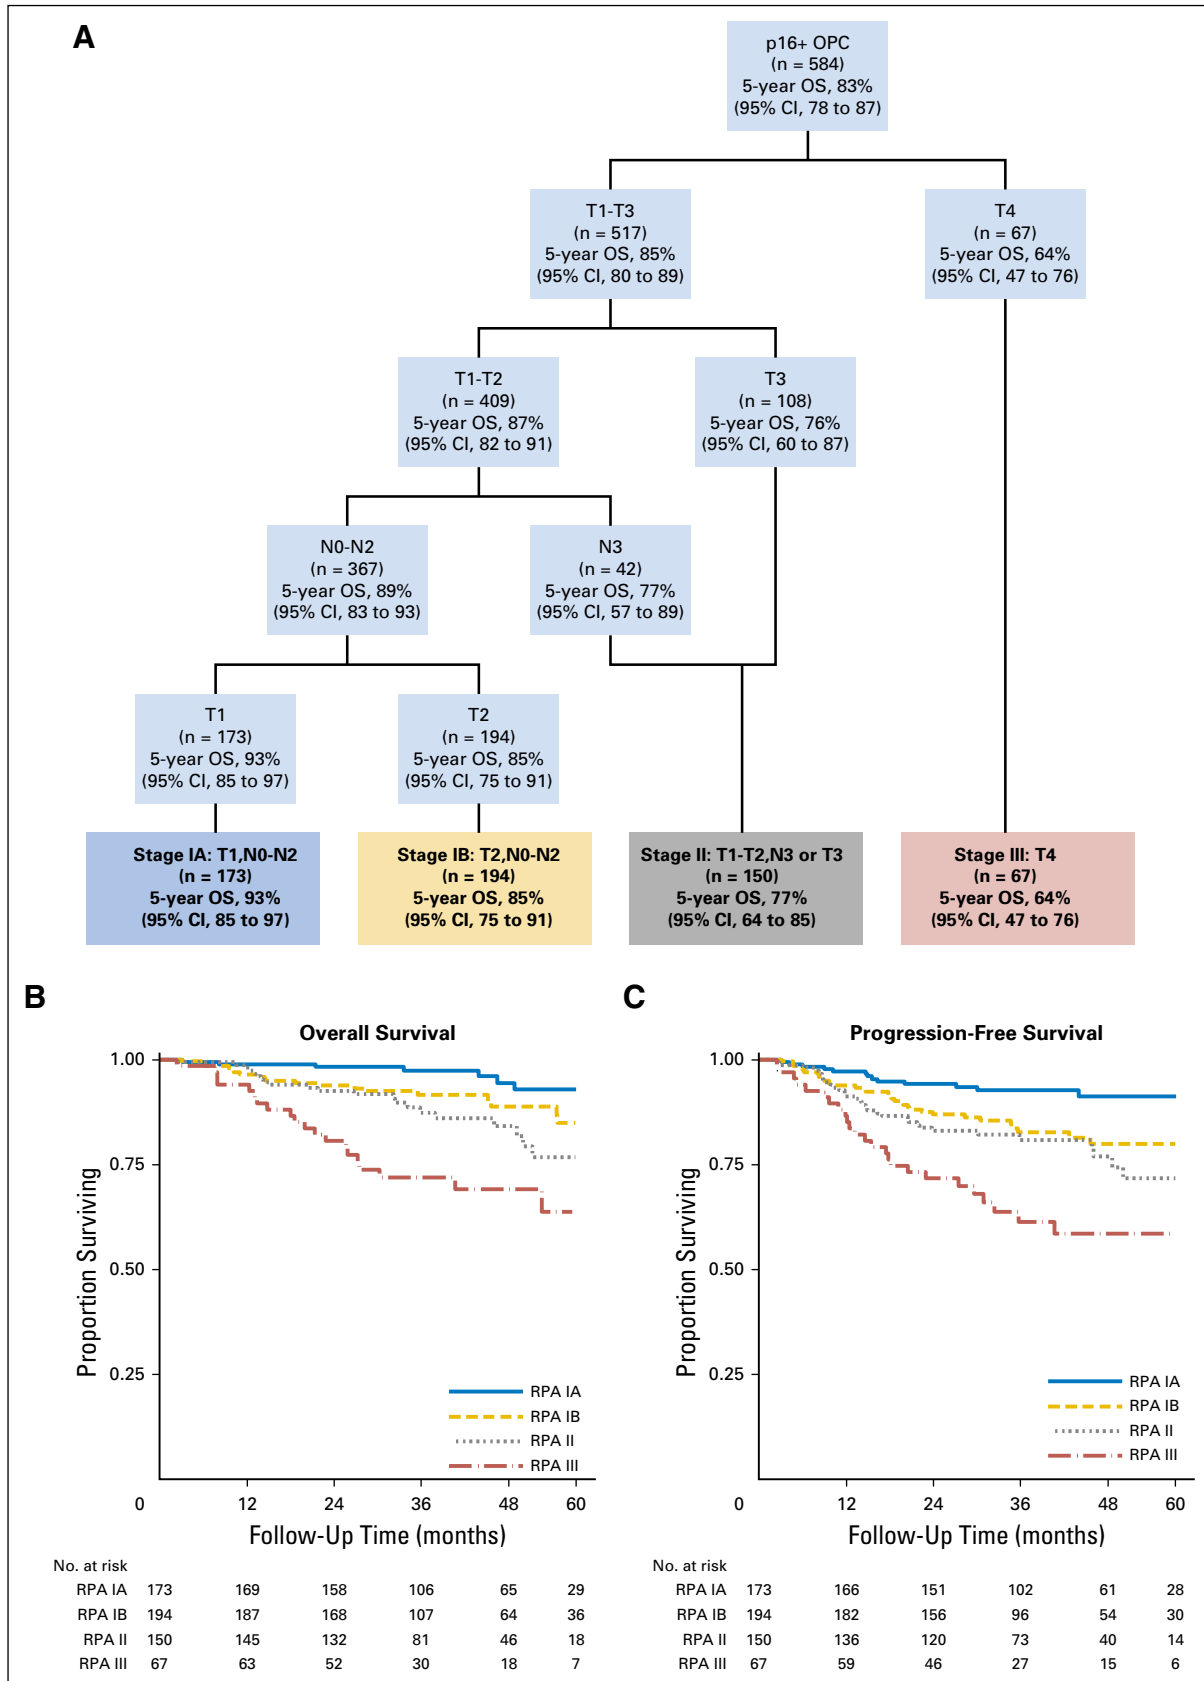 A
p16+ OPC
(n = 584)
5-year OS, 83%
(95% CI, 78 to 87)
T1-T3
(n = 517)
5-year OS, 85%
(95% CI, 80 to 89)
T4
(n = 67)
5-year OS, 64%
(95% CI, 47 to 76)
T1-T2
(n = 409)
5-year OS, 87%
(95% CI, 82 to 91)
T3
(n = 108)
5-year OS, 76%
(95% CI, 60 to 87)
N0-N2
(n = 367)
5-year OS, 89%
(95% CI, 83 to 93)
N3
(n = 42)
5-year OS, 77%
(95% CI, 57 to 89)
T1
(n = 173)
5-year OS, 93%
(95% CI, 85 to 97)
T2
(n = 194)
5-year OS, 85%
(95% CI, 75 to 91)
Stage IA: T1,N0-N2
(n = 173)
5-year OS, 93%
(95% CI, 85 to 97)
Stage IB: T2,N0-N2
(n = 194)
5-year OS, 85%
(95% CI, 75 to 91)
Stage II: T1-T2,N3 or T3
(n = 150)
5-year OS, 77%
(95% CI, 64 to 85)
Stage III: T4
(n = 67)
5-year OS, 64%
(95% CI, 47 to 76)
B
Overall Survival
Proportion Surviving
1.00
0.75
0.50
0.25
RPA IA
RPA IB
RPA II
RPA III
0 12 24 36 48 60
Follow-Up Time (months)
No. at risk
RPA IA 173 169 158 106 65 29
RPA IB 194 187 168 107 64 36
RPA II 150 145 132 81 46 18
RPA III 67 63 52 30 18 7
C
Progression-Free Survival
Proportion Surviving
1.00
0.75
0.50
0.25
RPA IA
RPA IB
RPA II
RPA III
0 12 24 36 48 60
Follow-Up Time (months)
No. at risk
RPA IA 173 166 151 102 61 28
RPA IB 194 182 156 96 54 30
RPA II 150 136 120 73 40 14
RPA III 67 59 46 27 15 6